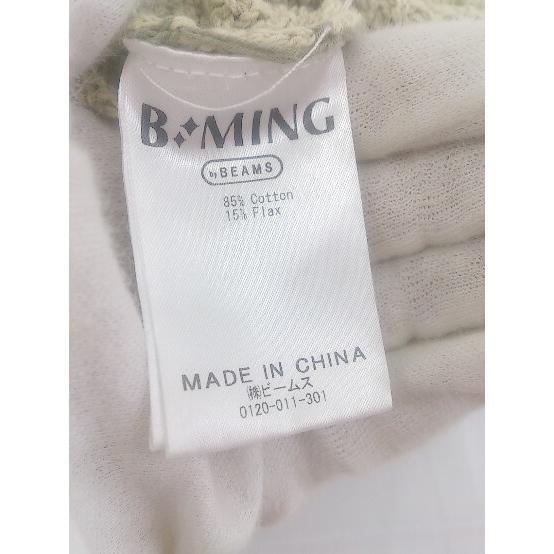 B:MING
by BEAMS
85% Cotton
15% Flax
MADE IN CHINA
㈱ビームス
0120-011-301